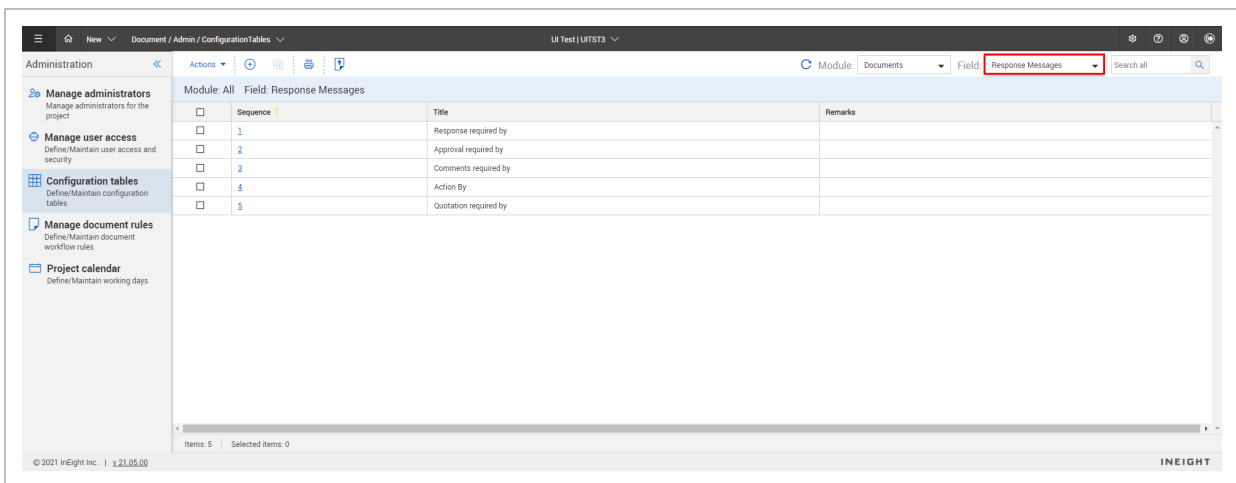 New Document / Admin / ConfigurationTables UI Test | UITST3
Administration Actions Module: Documents Field: Response Messages Search all
Module: All Field: Response Messages
Manage administrators
Manage administrators for the
project
Manage user access
Define/Maintain user access and
security
Configuration tables
Define/Maintain configuration
tables
Manage document rules
Define/Maintain document
workflow rules
Project calendar
Define/Maintain working days
Sequence Title Remarks
1 Response required by
2 Approval required by
3 Comments required by
4 Action By
5 Quotation required by
Items: 5 Selected items: 0
© 2021 InEight Inc. | v 21.05.00 INEIGHT